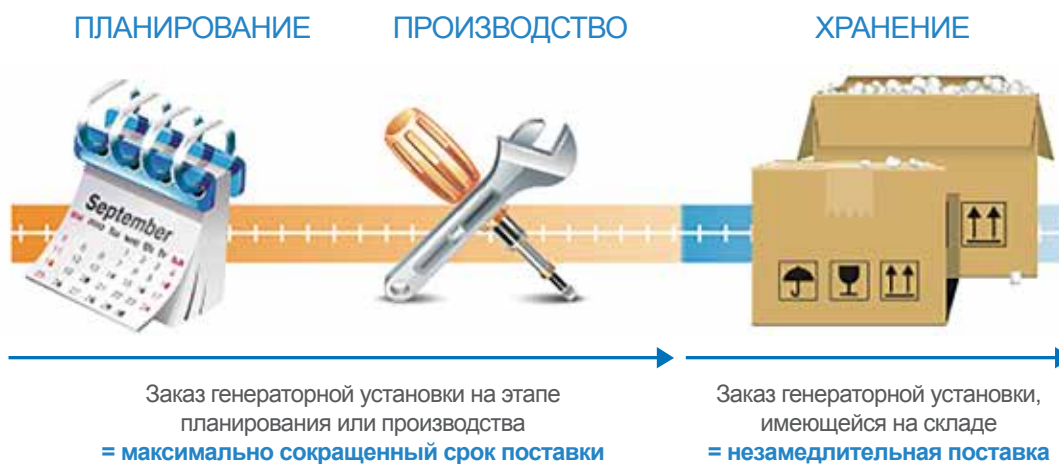 ПЛАНИРОВАНИЕ
ПРОИЗВОДСТВО
ХРАНЕНИЕ
September
Заказ генераторной установки на этапе
планирования или производства
= максимально сокращенный срок поставки
Заказ генераторной установки,
имеющейся на складе
= незамедлительная поставка